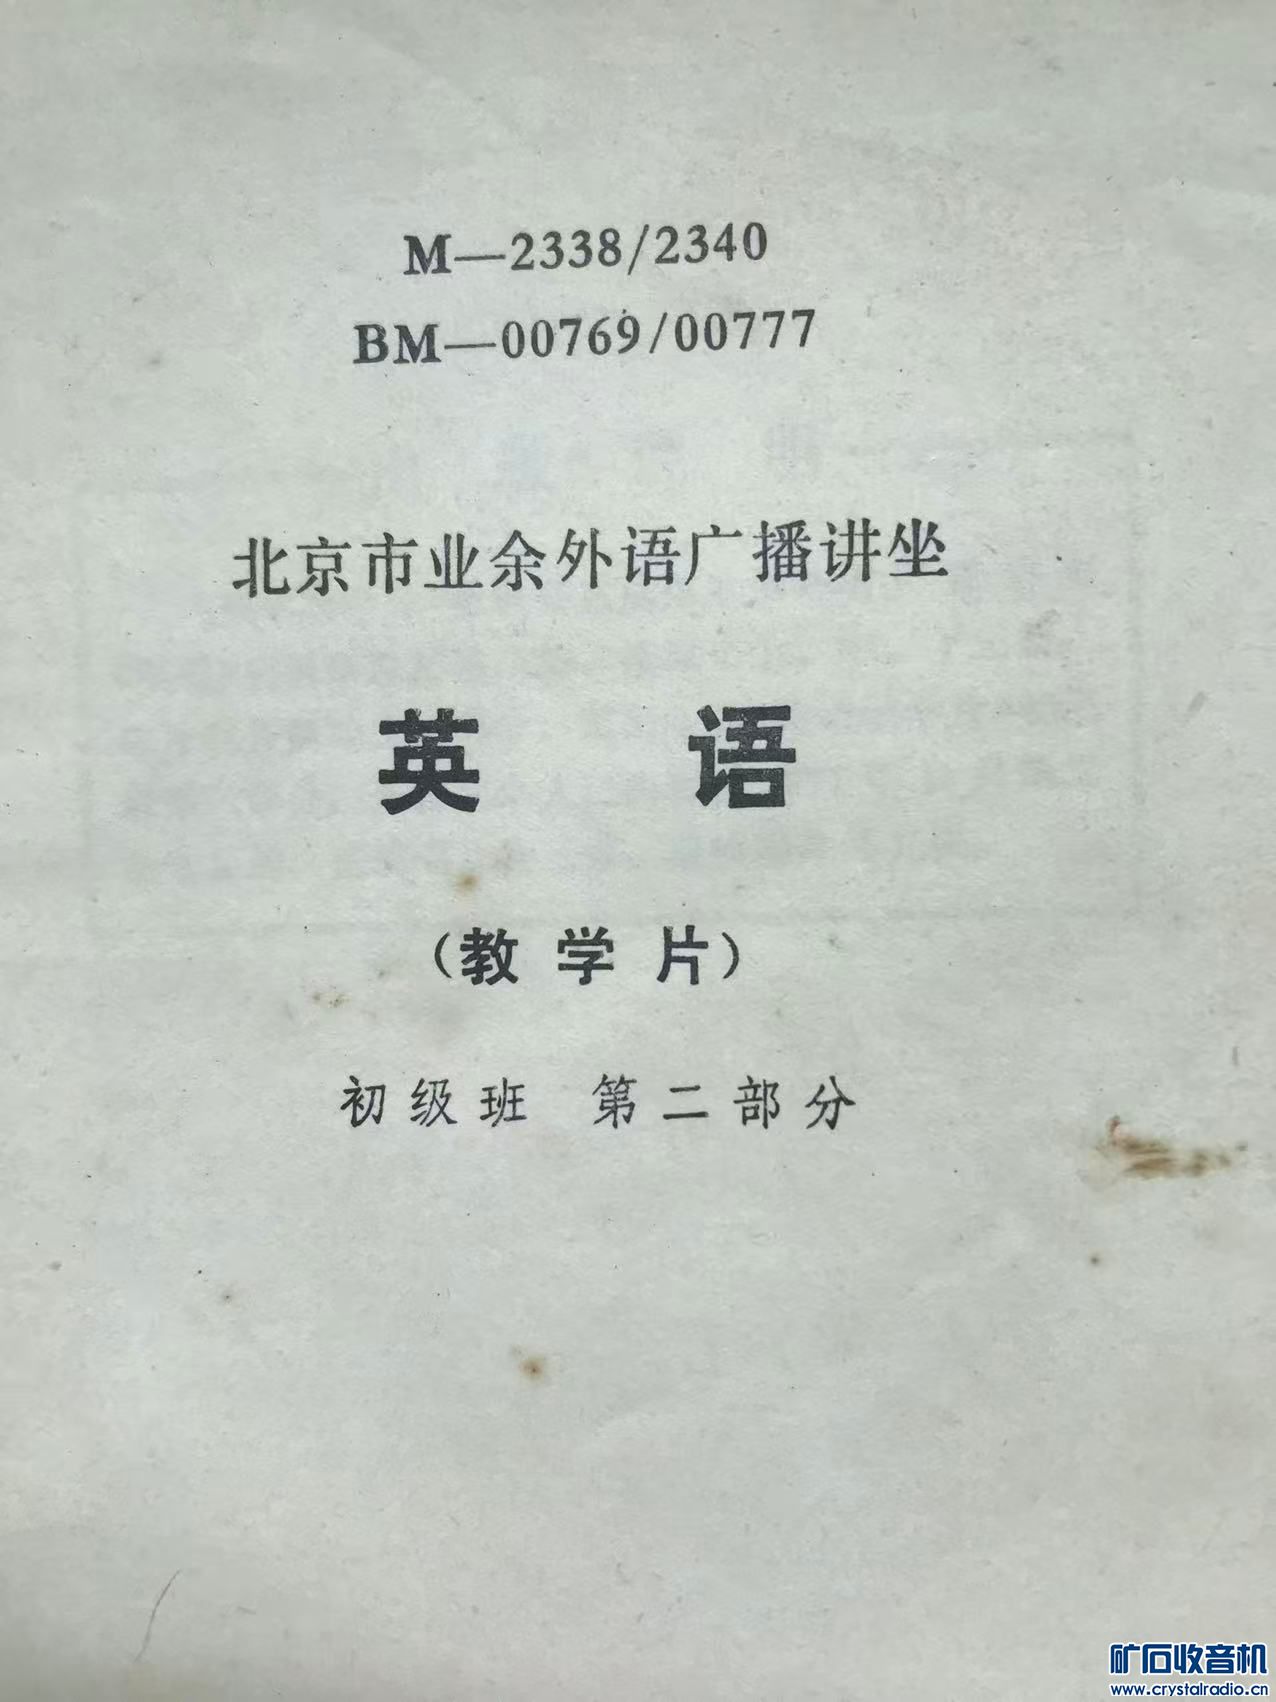 M—2338/2340
BM—00769/00777
北京市业余外语广播讲坐
英语
(教学片)
初级班 第二部分
矿石收音机
www.crystalradio.cn